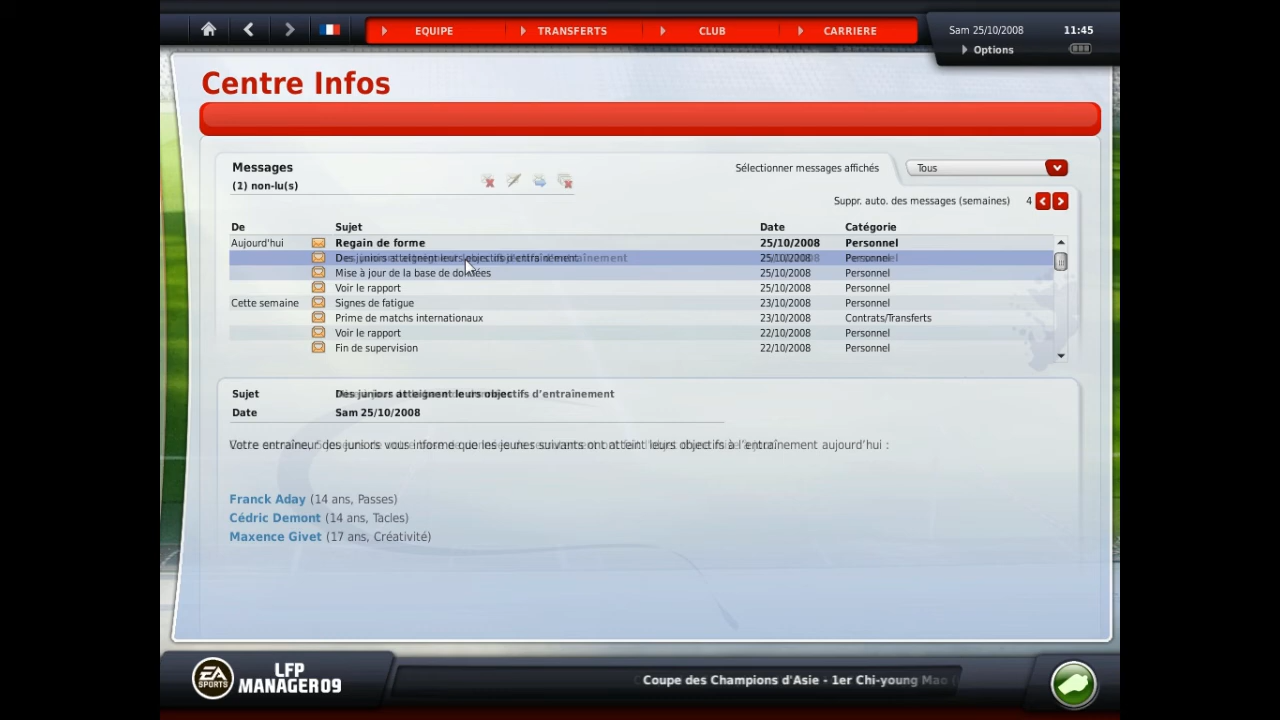 EQUIPE TRANSFERTS CLUB CARRIERE
Sam 25/10/2008 11:45
Options
Centre Infos
Messages
(1) non-lu(s)
Sélectionner messages affichés Tous
Suppr. auto. des messages (semaines) 4
De Sujet Date Catégorie
Aujourd'hui Regain de forme 25/10/2008 Personnel
Des juniors atteignent leurs objectifs d'entraînement 25/10/2008 Personnel
Mise à jour de la base de données 25/10/2008 Personnel
Voir le rapport 25/10/2008 Personnel
Cette semaine Signes de fatigue 23/10/2008 Personnel
Prime de matchs internationaux 23/10/2008 Contrats/Transferts
Voir le rapport 22/10/2008 Personnel
Fin de supervision 22/10/2008 Personnel
Sujet Des juniors atteignent leurs objectifs d'entraînement
Date Sam 25/10/2008
Votre entraîneur des juniors vous informe que les jeunes suivants ont atteint leurs objectifs à l'entraînement aujourd'hui :
Franck Aday (14 ans, Passes)
Cédric Demont (14 ans, Tacles)
Maxence Givet (17 ans, Créativité)
EA SPORTS
LFP
MANAGER09
Coupe des Champions d'Asie - 1er Chi-young Mao